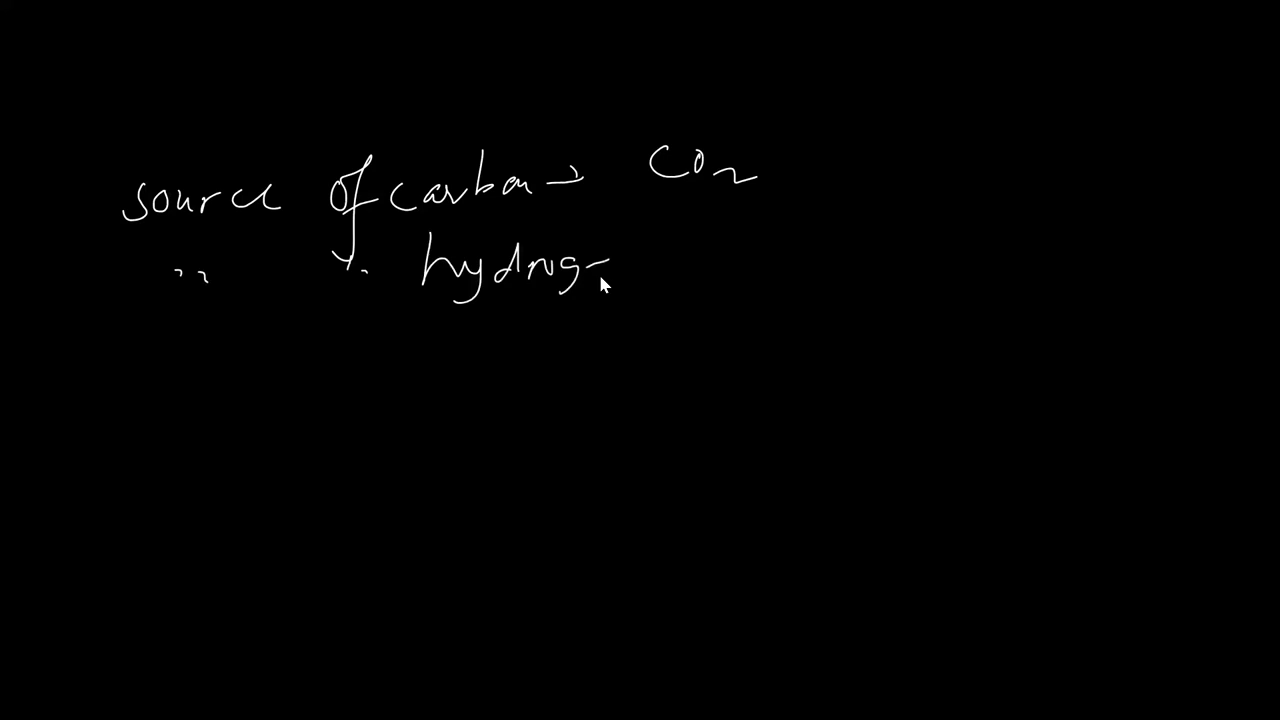 source of carbon → CO2
" " hydrog